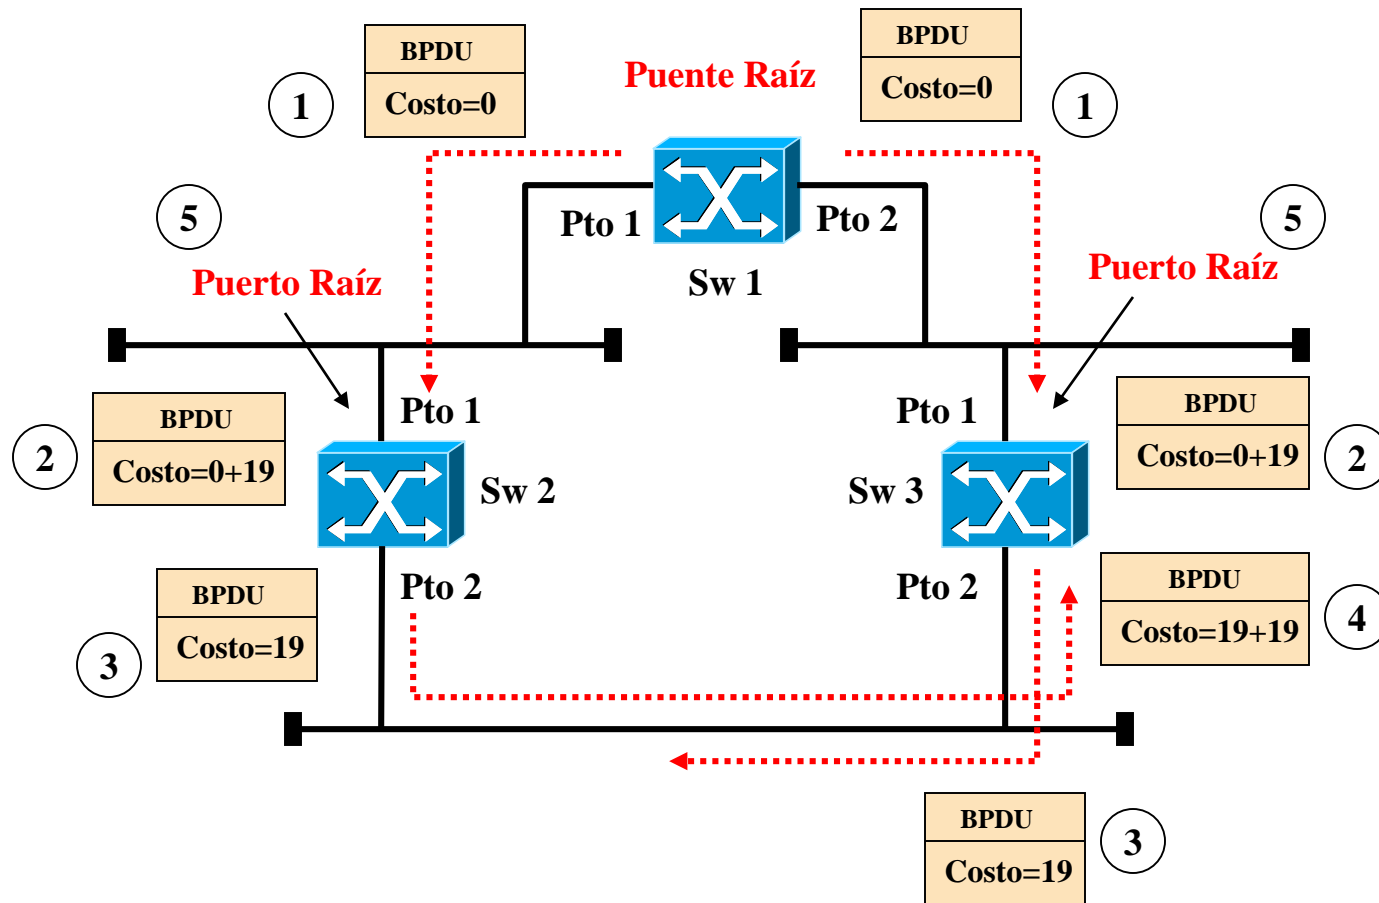 BPDU
Costo=0
1
Puente Raíz
BPDU
Costo=0
1
5
Puerto Raíz
Pto 1
Pto 2
Sw 1
5
Puerto Raíz
Pto 1
Pto 1
BPDU
Costo=0+19
2
Sw 2
Sw 3
BPDU
Costo=0+19
2
Pto 2
Pto 2
BPDU
Costo=19
3
BPDU
Costo=19+19
4
BPDU
Costo=19
3